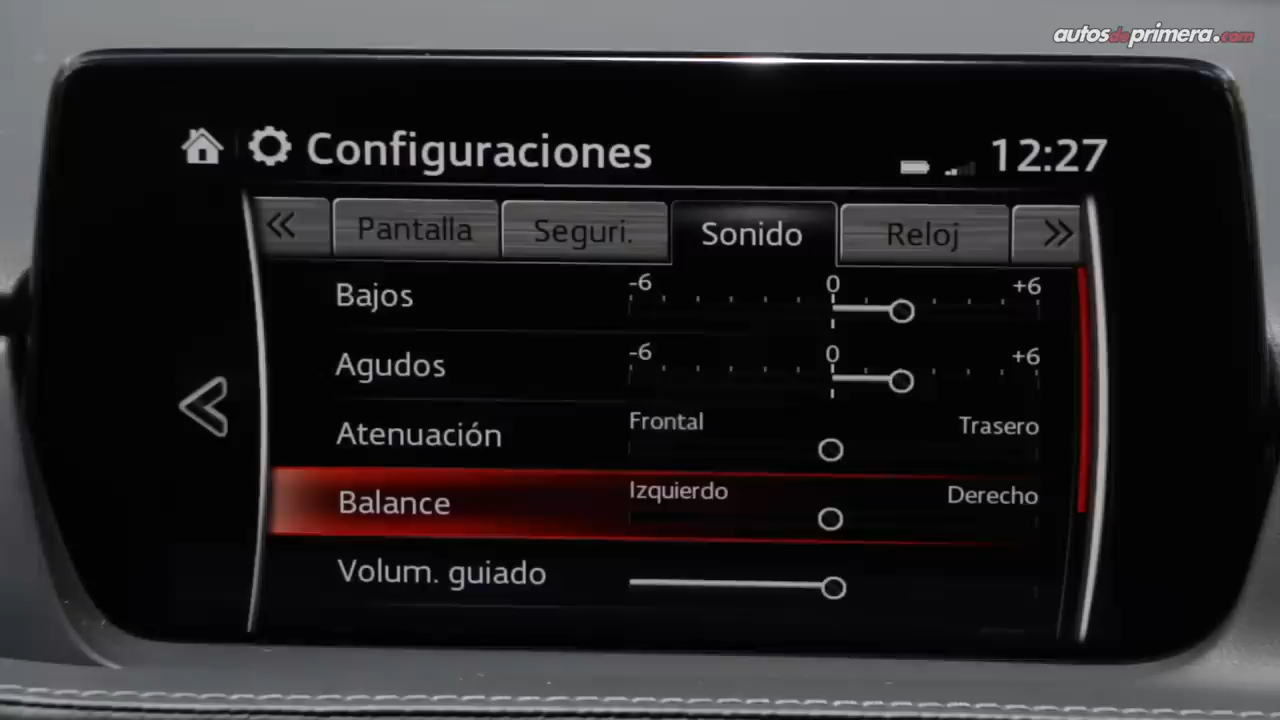 autosdeprimera.com
Configuraciones 12:27
Pantalla Seguri. Sonido Reloj
Bajos -6 0 +6
Agudos -6 0 +6
Atenuación Frontal Trasero
Balance Izquierdo Derecho
Volum. guiado